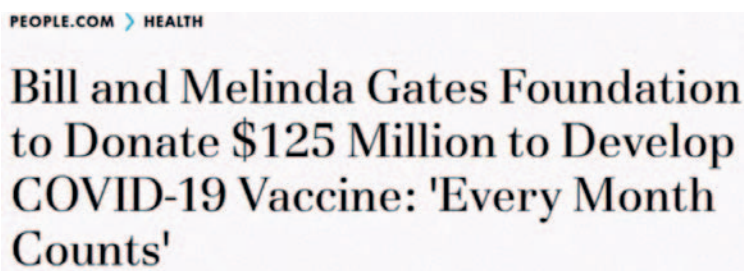 PEOPLE.COM > HEALTH
Bill and Melinda Gates Foundation
to Donate $125 Million to Develop
COVID-19 Vaccine: 'Every Month
Counts'